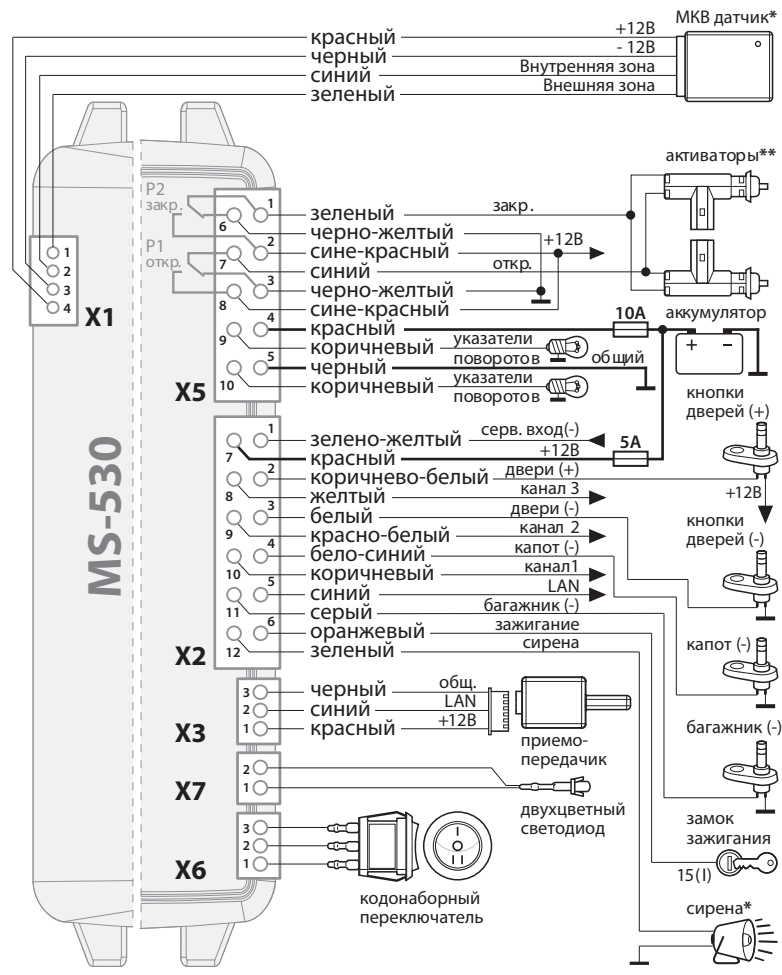 МКВ датчик*
красный +12В
черный - 12В
синий Внутренняя зона
зеленый Внешняя зона
активаторы**
P2
закр.
1
зеленый закр.
6
черно-желтый
2
сине-красный +12В
P1
откр.
7
синий откр.
3
черно-желтый
8
сине-красный
10А аккумулятор
4
красный
+ −
9
коричневый указатели
поворотов
общий
5
черный
10
коричневый указатели
поворотов
X5
1
2
3
4
X1
кнопки
дверей (+)
1
зелено-желтый серв. вход(-)
5А
7
красный +12В
2
коричнево-белый двери (+)
8
желтый канал 3
+12В
3
белый двери (-)
9
красно-белый канал 2
кнопки
дверей (-)
4
бело-синий капот (-)
10
коричневый канал1
5
синий LAN
11
серый багажник (-)
6
оранжевый зажигание
12
зеленый сирена
X2
MS-530
капот (-)
3
черный общ.
2
синий LAN
1
красный +12В
X3
приемо-
передачик
багажник (-)
2
1
X7
двухцветный
светодиод
3
2
1
X6
I
II
кодонаборный
переключатель
замок
зажигания
15(I)
сирена*